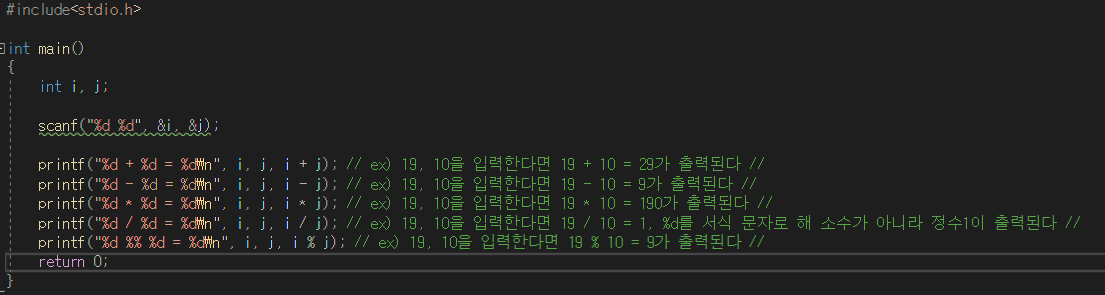 #include<stdio.h>
int main()
{
int i, j;
scanf("%d %d", &i, &j);
printf("%d + %d = %d₩n", i, j, i + j); // ex) 19, 10을 입력한다면 19 + 10 = 29가 출력된다 //
printf("%d - %d = %d₩n", i, j, i - j); // ex) 19, 10을 입력한다면 19 - 10 = 9가 출력된다 //
printf("%d * %d = %d₩n", i, j, i * j); // ex) 19, 10을 입력한다면 19 * 10 = 190가 출력된다 //
printf("%d / %d = %d₩n", i, j, i / j); // ex) 19, 10을 입력한다면 19 / 10 = 1, %d를 서식 문자로 해 소수가 아니라 정수1이 출력된다 //
printf("%d %% %d = %d₩n", i, j, i % j); // ex) 19, 10을 입력한다면 19 % 10 = 9가 출력된다 //
return 0;
}